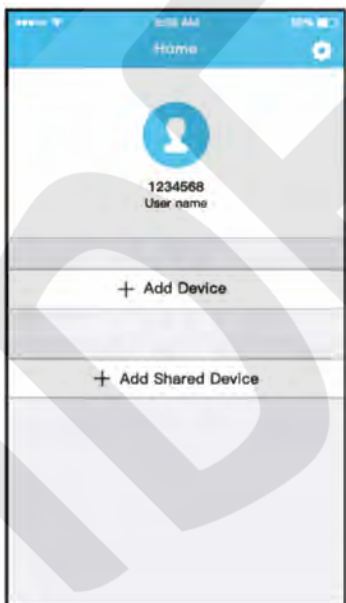 Home
1234568
User name
+ Add Device
+ Add Shared Device